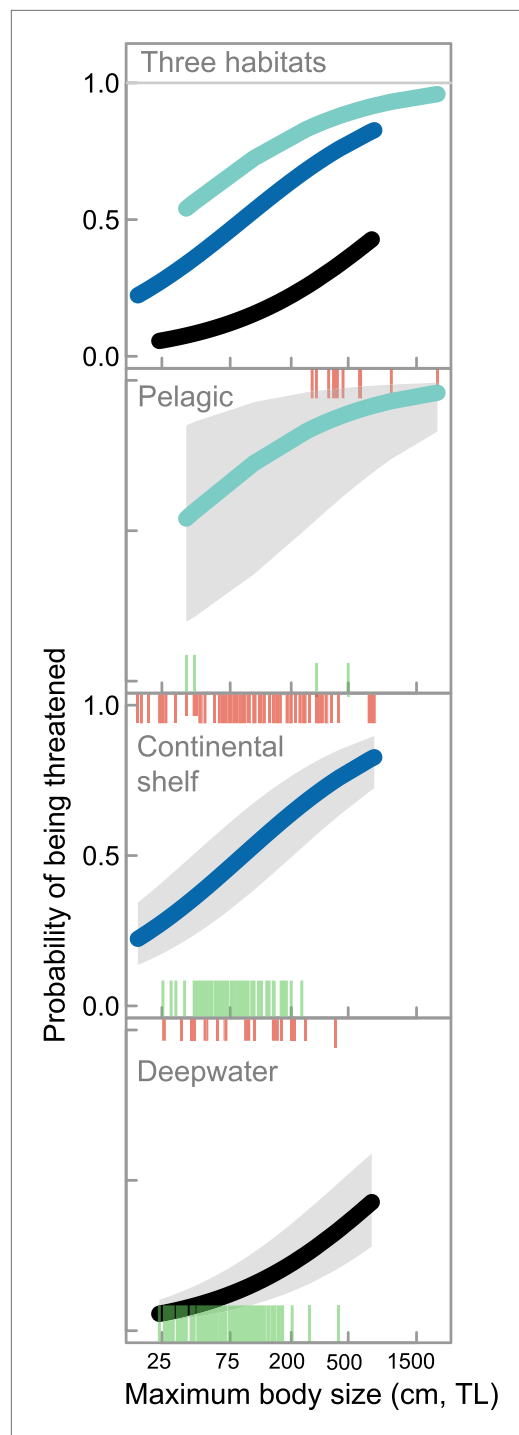 Three habitats
1.0
0.5
0.0
Pelagic
Probability of being threatened
1.0
Continental
shelf
0.5
0.0
Deepwater
25 75 200 500 1500
Maximum body size (cm, TL)